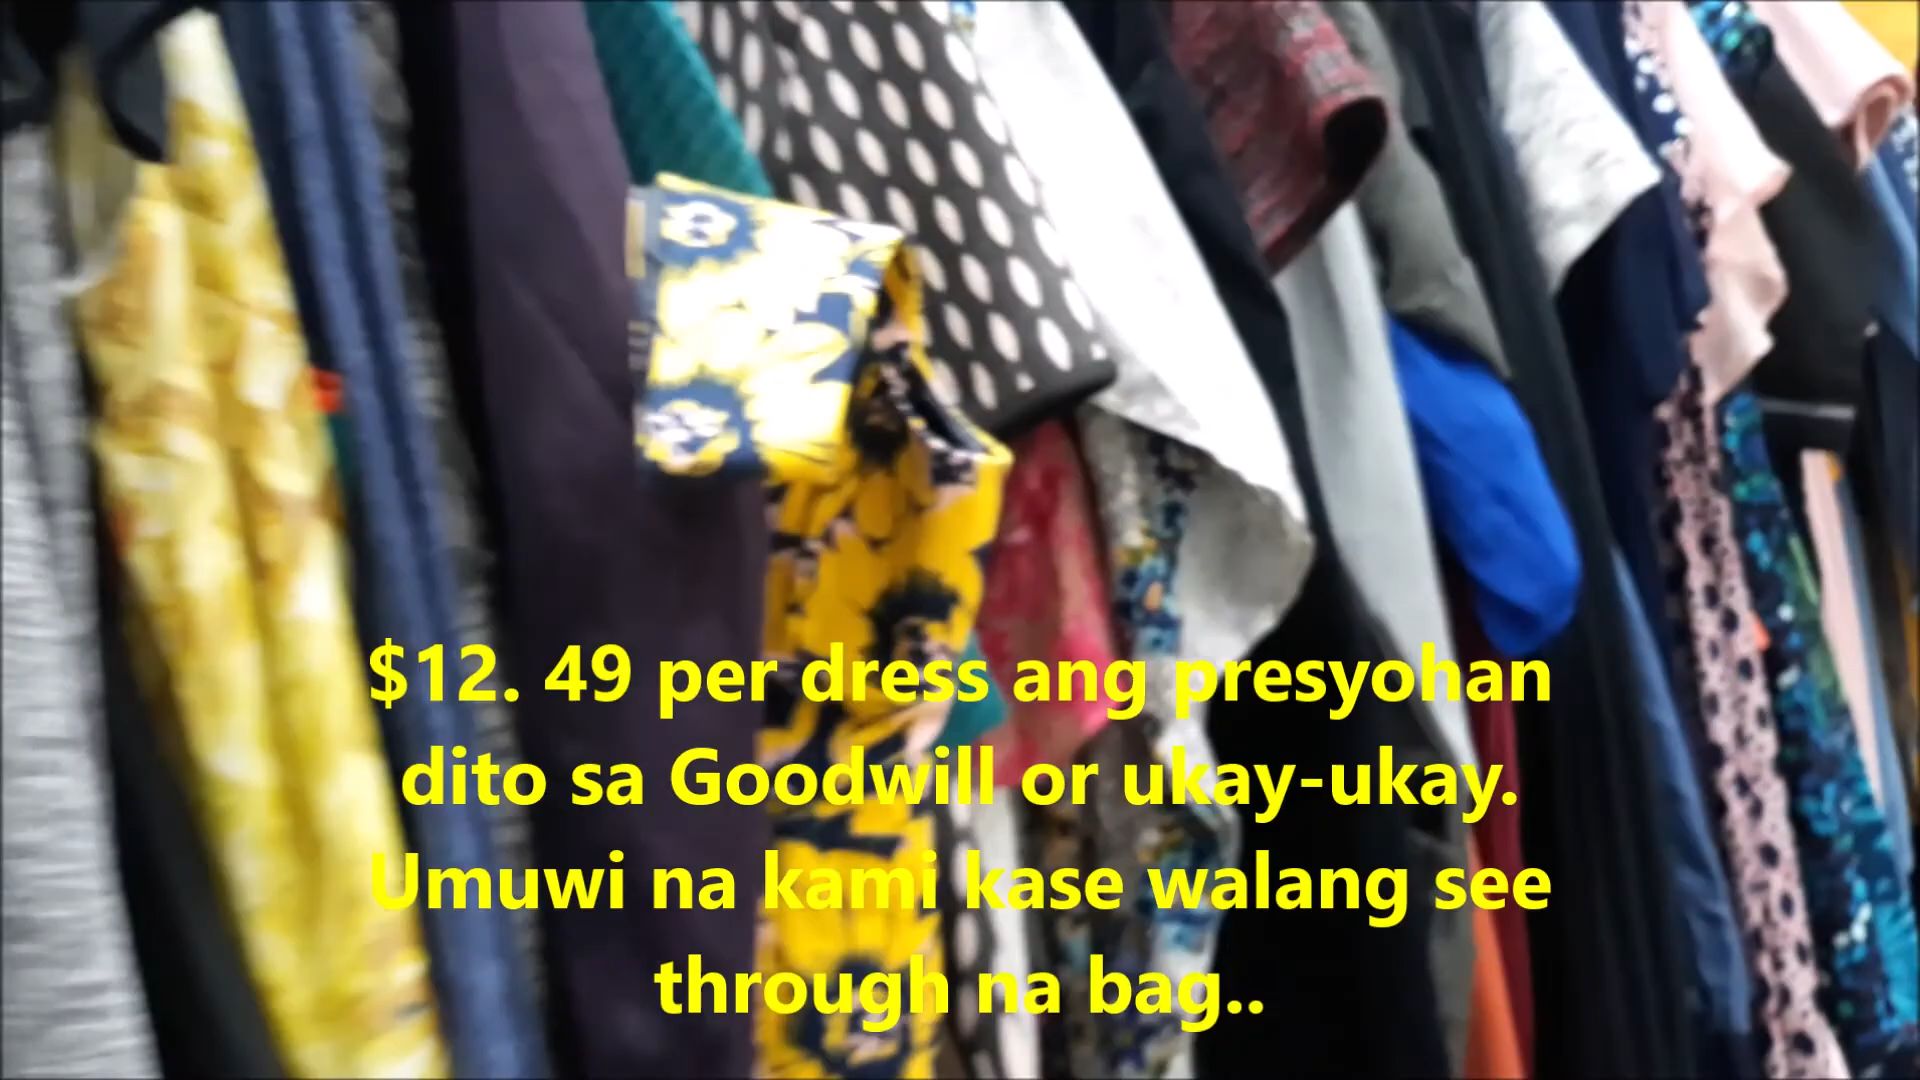 $12. 49 per dress ang presyohan
dito sa Goodwill or ukay-ukay.
Umuwi na kami kase walang see
through na bag..